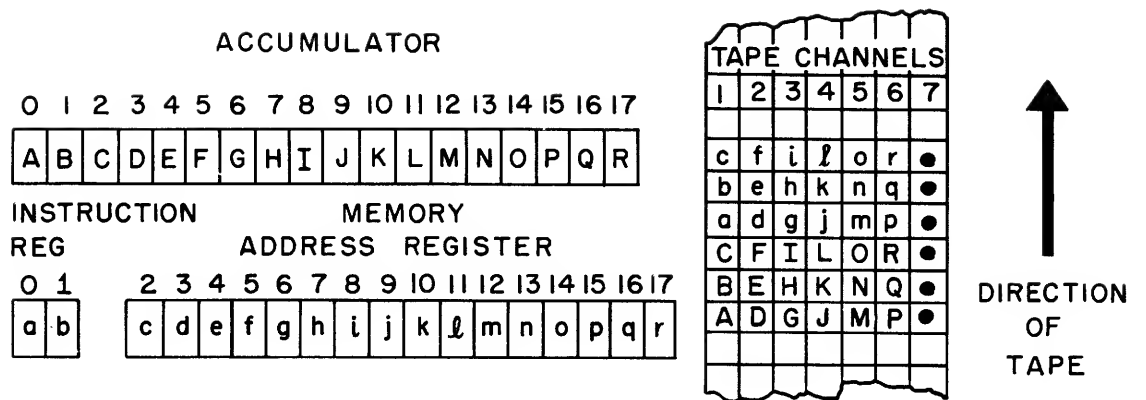 ACCUMULATOR
0 1 2 3 4 5 6 7 8 9 10 11 12 13 14 15 16 17
A B C D E F G H I J K L M N O P Q R
INSTRUCTION REG
0 1
a b
MEMORY ADDRESS REGISTER
2 3 4 5 6 7 8 9 10 11 12 13 14 15 16 17
c d e f g h i j k ℓ m n o p q r
TAPE CHANNELS
1 2 3 4 5 6 7
c f i ℓ o r ●
b e h k n q ●
a d g j m p ●
C F I L O R ●
B E H K N Q ●
A D G J M P ●
DIRECTION
OF
TAPE